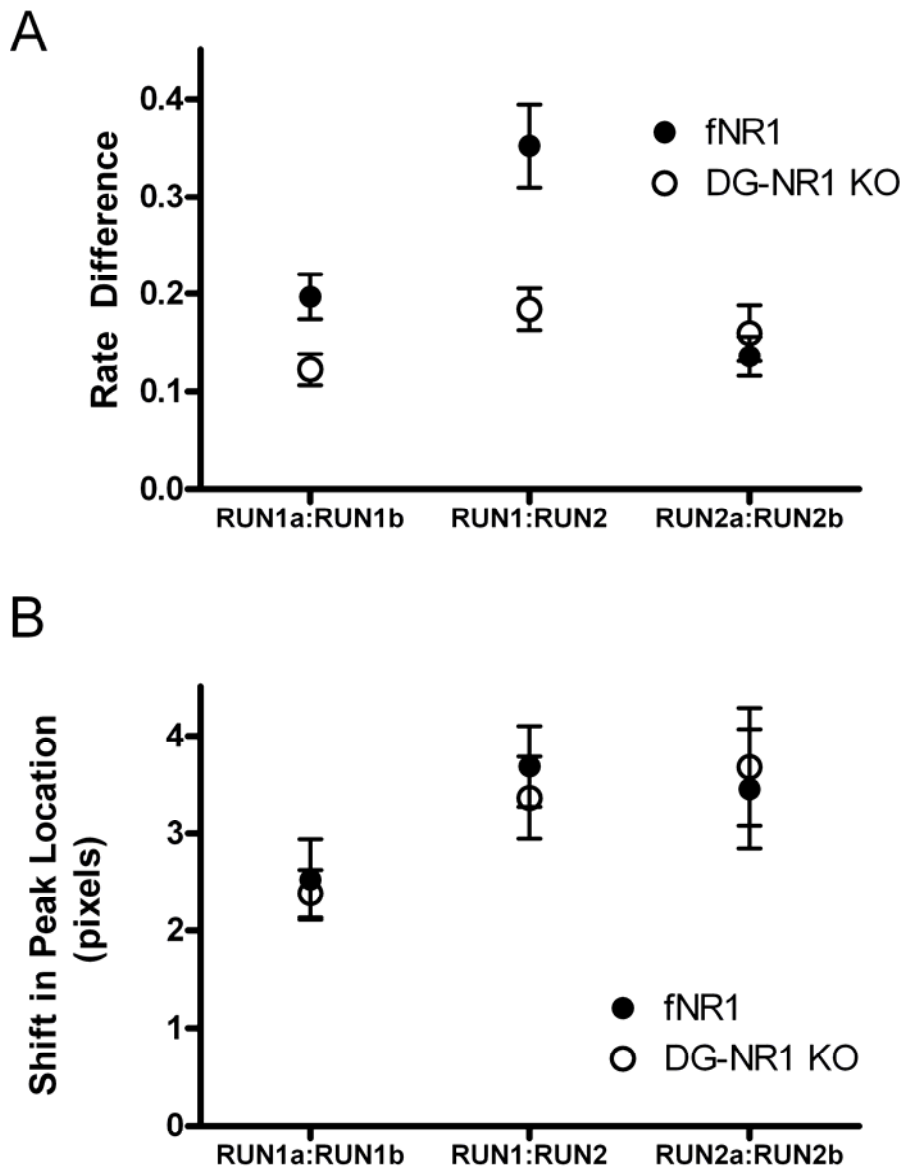 A
Rate Difference
0.4
0.3
0.2
0.1
0.0
fNR1
DG-NR1 KO
RUN1a:RUN1b RUN1:RUN2 RUN2a:RUN2b
B
Shift in Peak Location
(pixels)
4
3
2
1
0
fNR1
DG-NR1 KO
RUN1a:RUN1b RUN1:RUN2 RUN2a:RUN2b